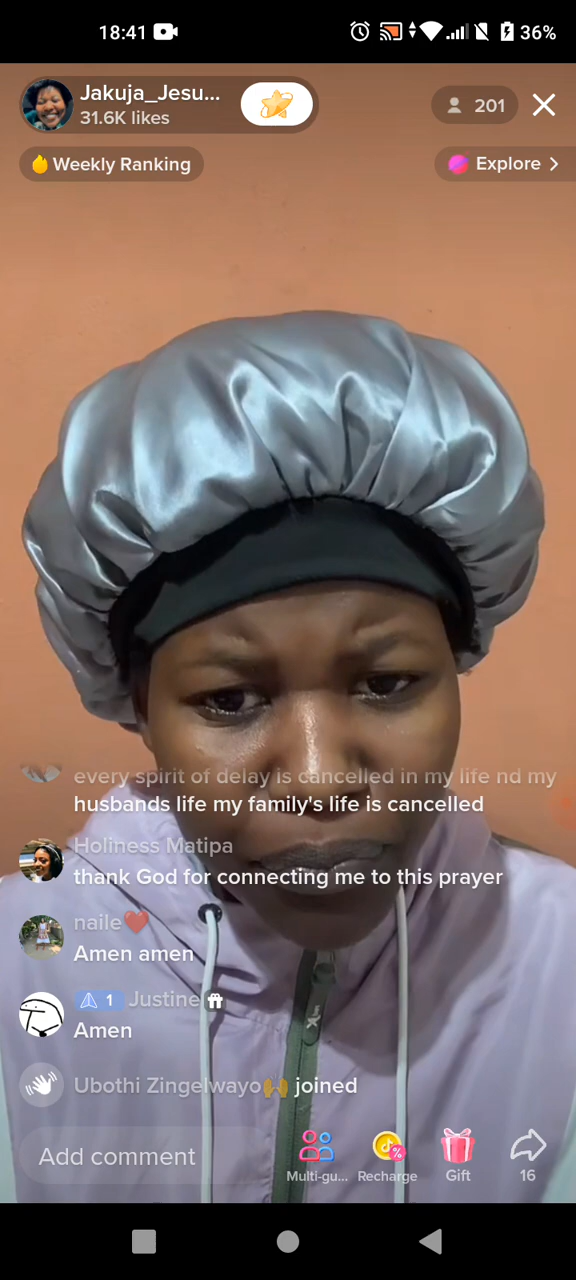 18:41
36%
Jakuja_Jesu...
31.6K likes
201
Weekly Ranking
Explore
every spirit of delay is cancelled in my life nd my
husbands life my family's life is cancelled
Holiness Matipa
thank God for connecting me to this prayer
naile
Amen amen
1 Justine
Amen
Ubothi Zingelwayo joined
Add comment
Multi-gu...
Recharge
Gift
16